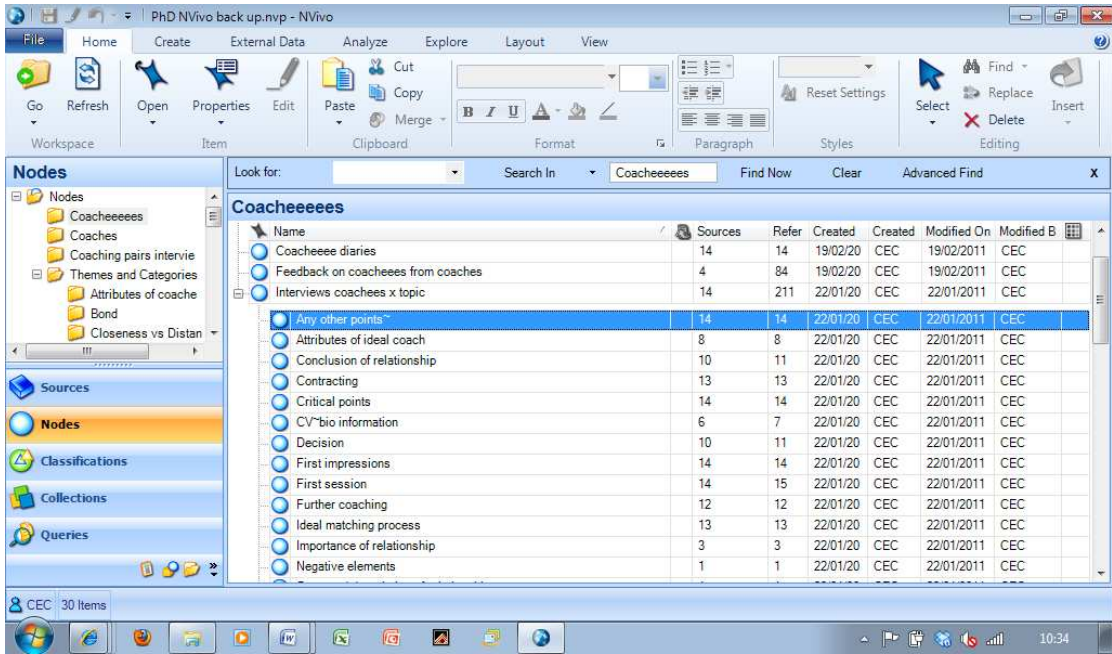 PhD NVivo back up.nvp - NVivo
File Home Create External Data Analyze Explore Layout View
Go Refresh Open Properties Edit Paste Cut Copy Merge B I U A Reset Settings Select Find Replace Delete Insert
Workspace Item Clipboard Format Paragraph Styles Editing
Nodes
Look for: Search In Coacheeeees Find Now Clear Advanced Find X
Nodes
Coacheeeees
Coaches
Coaching pairs intervie
Themes and Categories
Attributes of coache
Bond
Closeness vs Distan
Sources
Nodes
Classifications
Collections
Queries
Coacheeeees
Name Sources Refer Created Created Modified On Modified B
Coacheeee diaries 14 14 19/02/20 CEC 19/02/2011 CEC
Feedback on coacheees from coaches 4 84 19/02/20 CEC 19/02/2011 CEC
Interviews coachees x topic 14 211 22/01/20 CEC 22/01/2011 CEC
Any other points~ 14 14 22/01/20 CEC 22/01/2011 CEC
Attributes of ideal coach 8 8 22/01/20 CEC 22/01/2011 CEC
Conclusion of relationship 10 11 22/01/20 CEC 22/01/2011 CEC
Contracting 13 13 22/01/20 CEC 22/01/2011 CEC
Critical points 14 14 22/01/20 CEC 22/01/2011 CEC
CV~bio information 6 7 22/01/20 CEC 22/01/2011 CEC
Decision 10 11 22/01/20 CEC 22/01/2011 CEC
First impressions 14 14 22/01/20 CEC 22/01/2011 CEC
First session 14 15 22/01/20 CEC 22/01/2011 CEC
Further coaching 12 12 22/01/20 CEC 22/01/2011 CEC
Ideal matching process 13 13 22/01/20 CEC 22/01/2011 CEC
Importance of relationship 3 3 22/01/20 CEC 22/01/2011 CEC
Negative elements 1 1 22/01/20 CEC 22/01/2011 CEC
CEC 30 Items
10:34